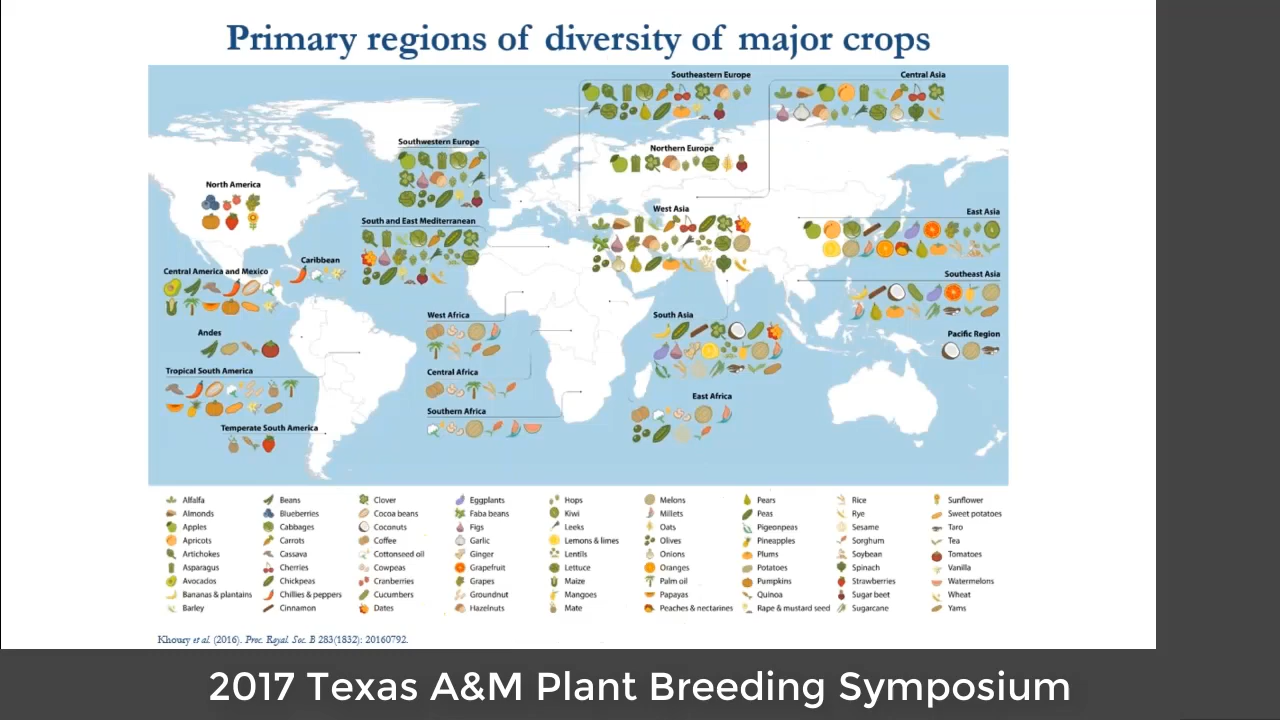 Primary regions of diversity of major crops
Southeastern Europe
Central Asia
Southwestern Europe
Northern Europe
North America
West Asia
East Asia
South and East Mediterranean
Caribbean
Central America and Mexico
Southeast Asia
West Africa
South Asia
Andes
Pacific Region
Tropical South America
Central Africa
East Africa
Southern Africa
Temperate South America
Alfalfa Beans Clover Eggplants Hops Melons Pears Rice Sunflower
Almonds Blueberries Cocoa beans Faba beans Kiwi Millets Peas Rye Sweet potatoes
Apples Cabbages Coconuts Figs Leeks Oats Pigeonpeas Sesame Taro
Apricots Carrots Coffee Garlic Lemons & limes Olives Pineapples Sorghum Tea
Artichokes Cassava Cottonseed oil Ginger Lentils Onions Plums Soybean Tomatoes
Asparagus Cherries Cowpeas Grapefruit Lettuce Oranges Potatoes Spinach Vanilla
Avocados Chickpeas Cranberries Grapes Maize Palm oil Pumpkins Strawberries Watermelons
Bananas & plantains Chillies & peppers Cucumbers Groundnut Mangoes Papayas Quinoa Sugar beet Wheat
Barley Cinnamon Dates Hazelnuts Mate Peaches & nectarines Rape & mustard seed Sugarcane Yams
Khoury et al. (2016). Proc. Royal. Soc. B 283(1832): 20160792.
2017 Texas A&M Plant Breeding Symposium